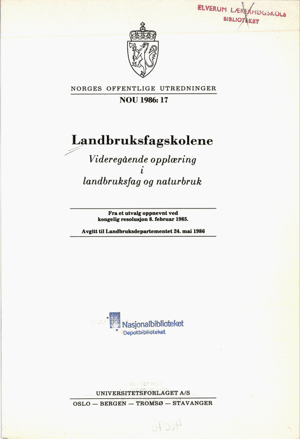 ELVERUM LÆRERHØGSKOLE
BIBLIOTEKET
NORGES OFFENTLIGE UTREDNINGER
NOU 1986: 17
Landbruksfagskolene
Videregående opplæring
i
landbruksfag og naturbruk
Fra et utvalg oppnevnt ved
kongelig resolusjon 8. februar 1985.
Avgitt til Landbruksdepartementet 24. mai 1986
Nasjonalbiblioteket
Depotbiblioteket
UNIVERSITETSFORLAGET A/S
OSLO — BERGEN — TROMSØ — STAVANGER